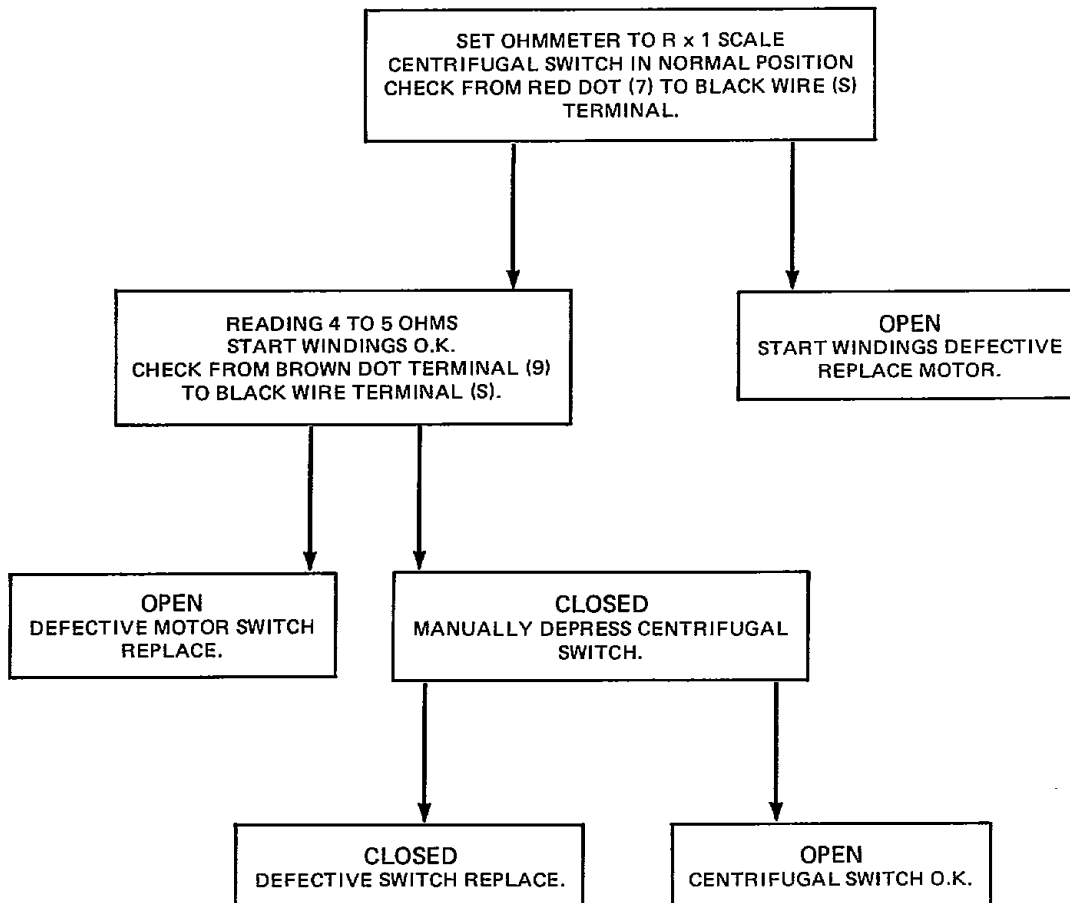 SET OHMMETER TO R x 1 SCALE
CENTRIFUGAL SWITCH IN NORMAL POSITION
CHECK FROM RED DOT (7) TO BLACK WIRE (S)
TERMINAL.
READING 4 TO 5 OHMS
START WINDINGS O.K.
CHECK FROM BROWN DOT TERMINAL (9)
TO BLACK WIRE TERMINAL (S).
OPEN
START WINDINGS DEFECTIVE
REPLACE MOTOR.
OPEN
DEFECTIVE MOTOR SWITCH
REPLACE.
CLOSED
MANUALLY DEPRESS CENTRIFUGAL
SWITCH.
CLOSED
DEFECTIVE SWITCH REPLACE.
OPEN
CENTRIFUGAL SWITCH O.K.